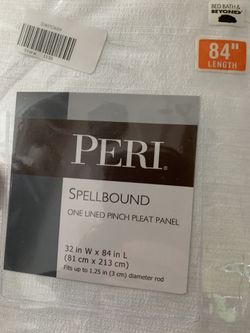 BED BATH &
BEYOND
84"
LENGTH
PERI.
SPELLBOUND
ONE LINED PINCH PLEAT PANEL
32 in W x 84 in L
(81 cm x 213 cm)
Fits up to 1.25 in (3 cm) diameter rod